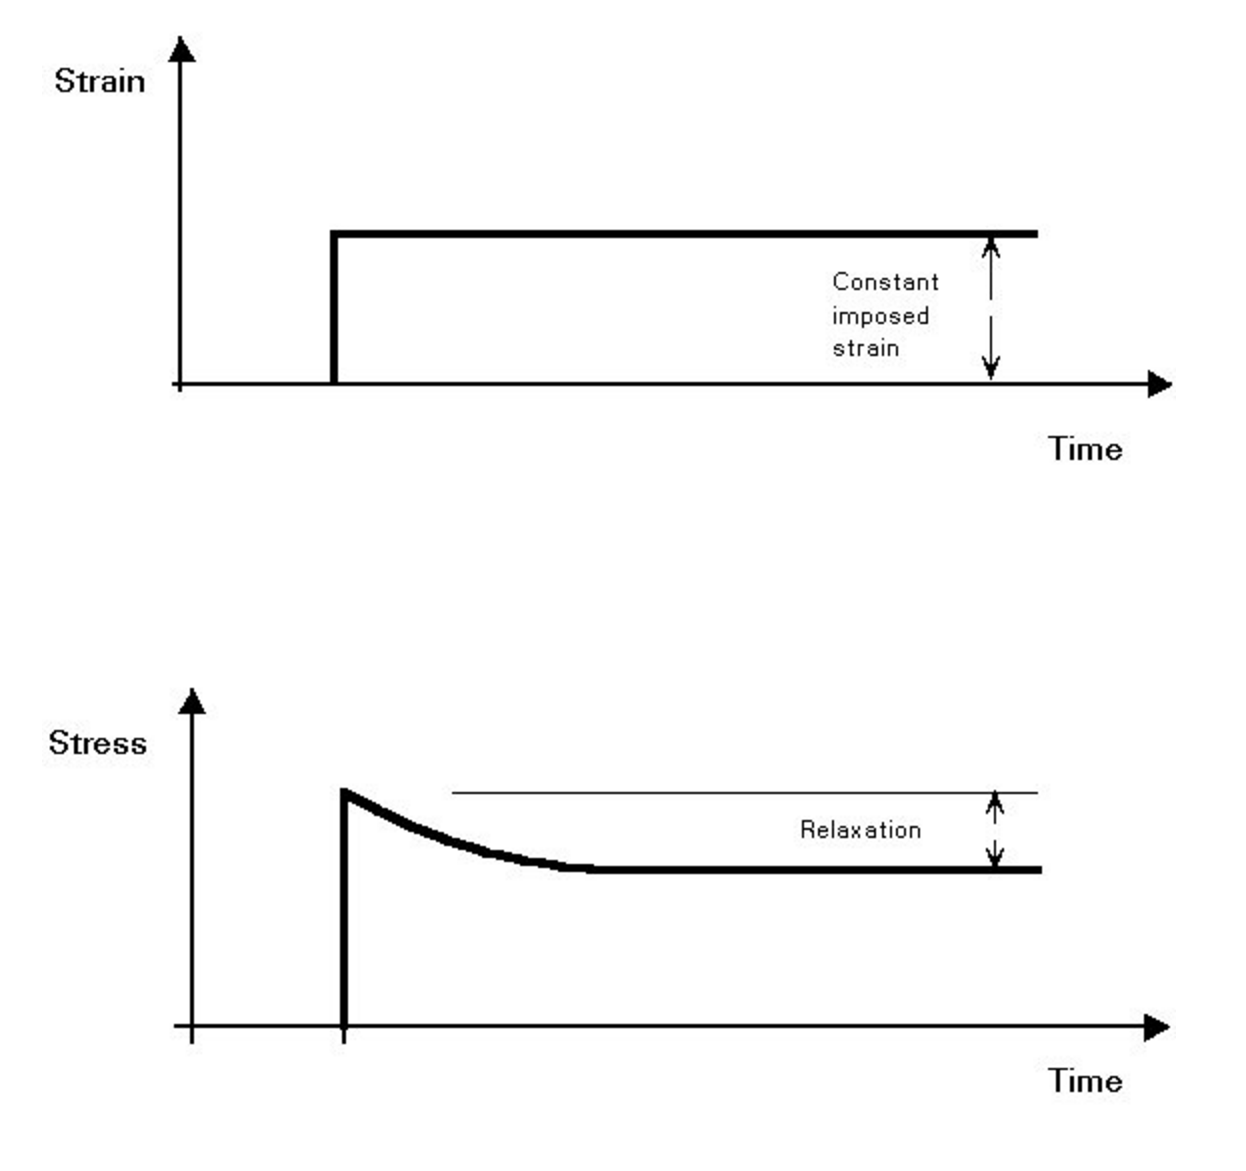 Strain
Constant
imposed
strain
Time
Stress
Relaxation
Time